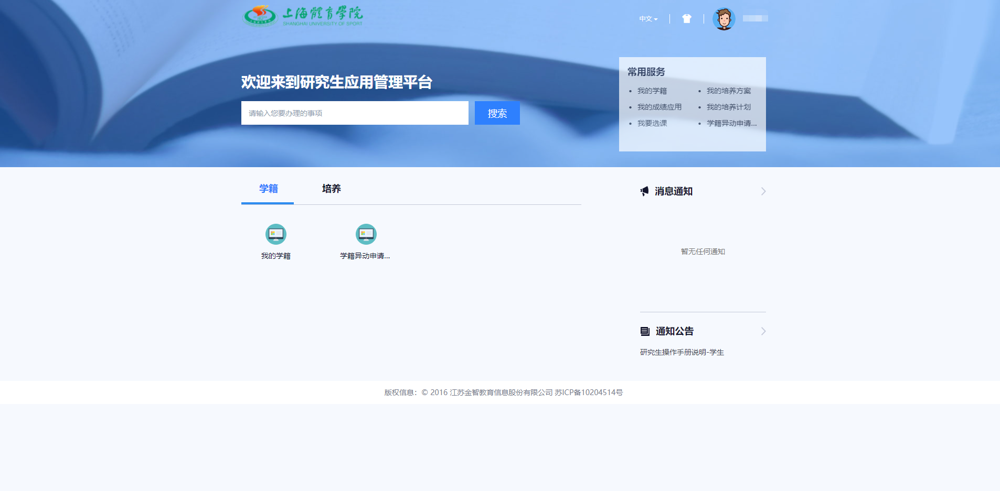 上海體育學院
SHANGHAI UNIVERSITY OF SPORT
中文
欢迎来到研究生应用管理平台
请输入您要办理的事项
搜索
常用服务
我的学籍
我的培养方案
我的成绩应用
我的培养计划
我要选课
学籍异动申请...
学籍
培养
我的学籍
学籍异动申请...
消息通知
暂无任何通知
通知公告
研究生操作手册说明-学生
版权信息：© 2016 江苏金智教育信息股份有限公司 苏ICP备10204514号